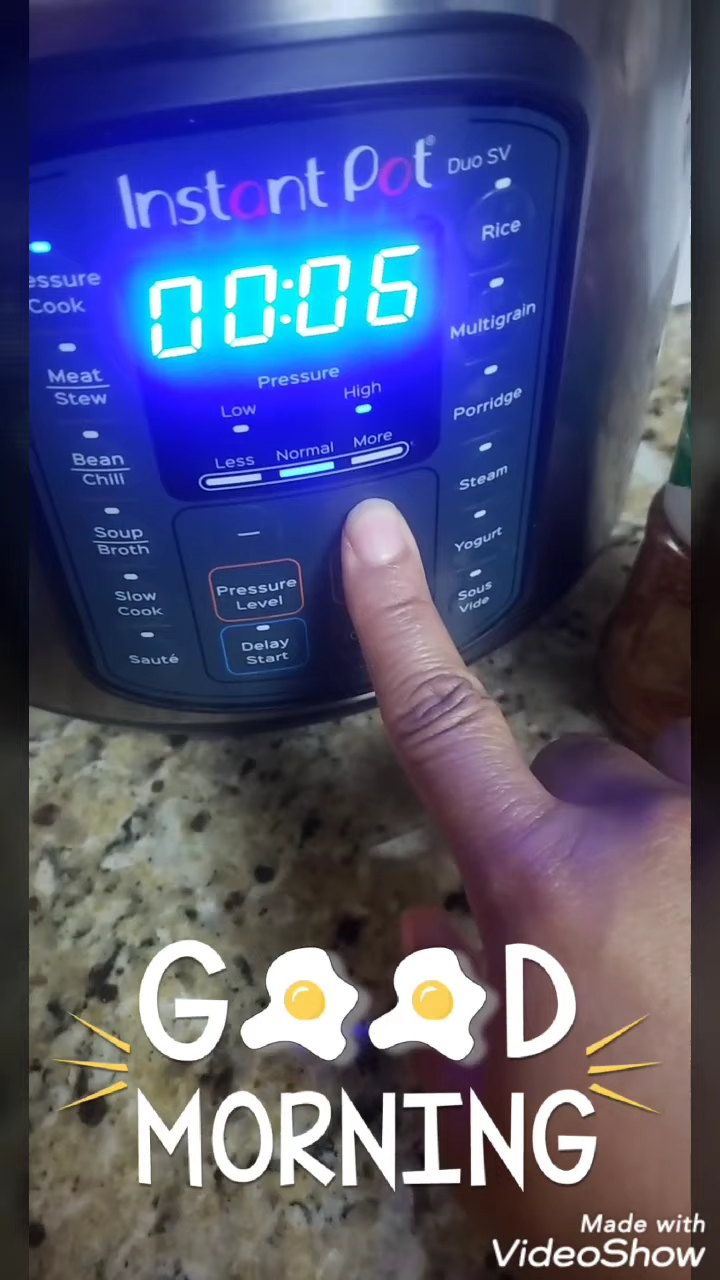 Instant Pot® Duo SV
00:06
essure
Cook
Meat
Stew
Bean
Chili
Soup
Broth
Slow
Cook
Sauté
Pressure
Low High
Less Normal More
−
Pressure
Level
Delay
Start
Rice
Multigrain
Porridge
Steam
Yogurt
Sous
Vide
GOOD
MORNING
Made with
VideoShow